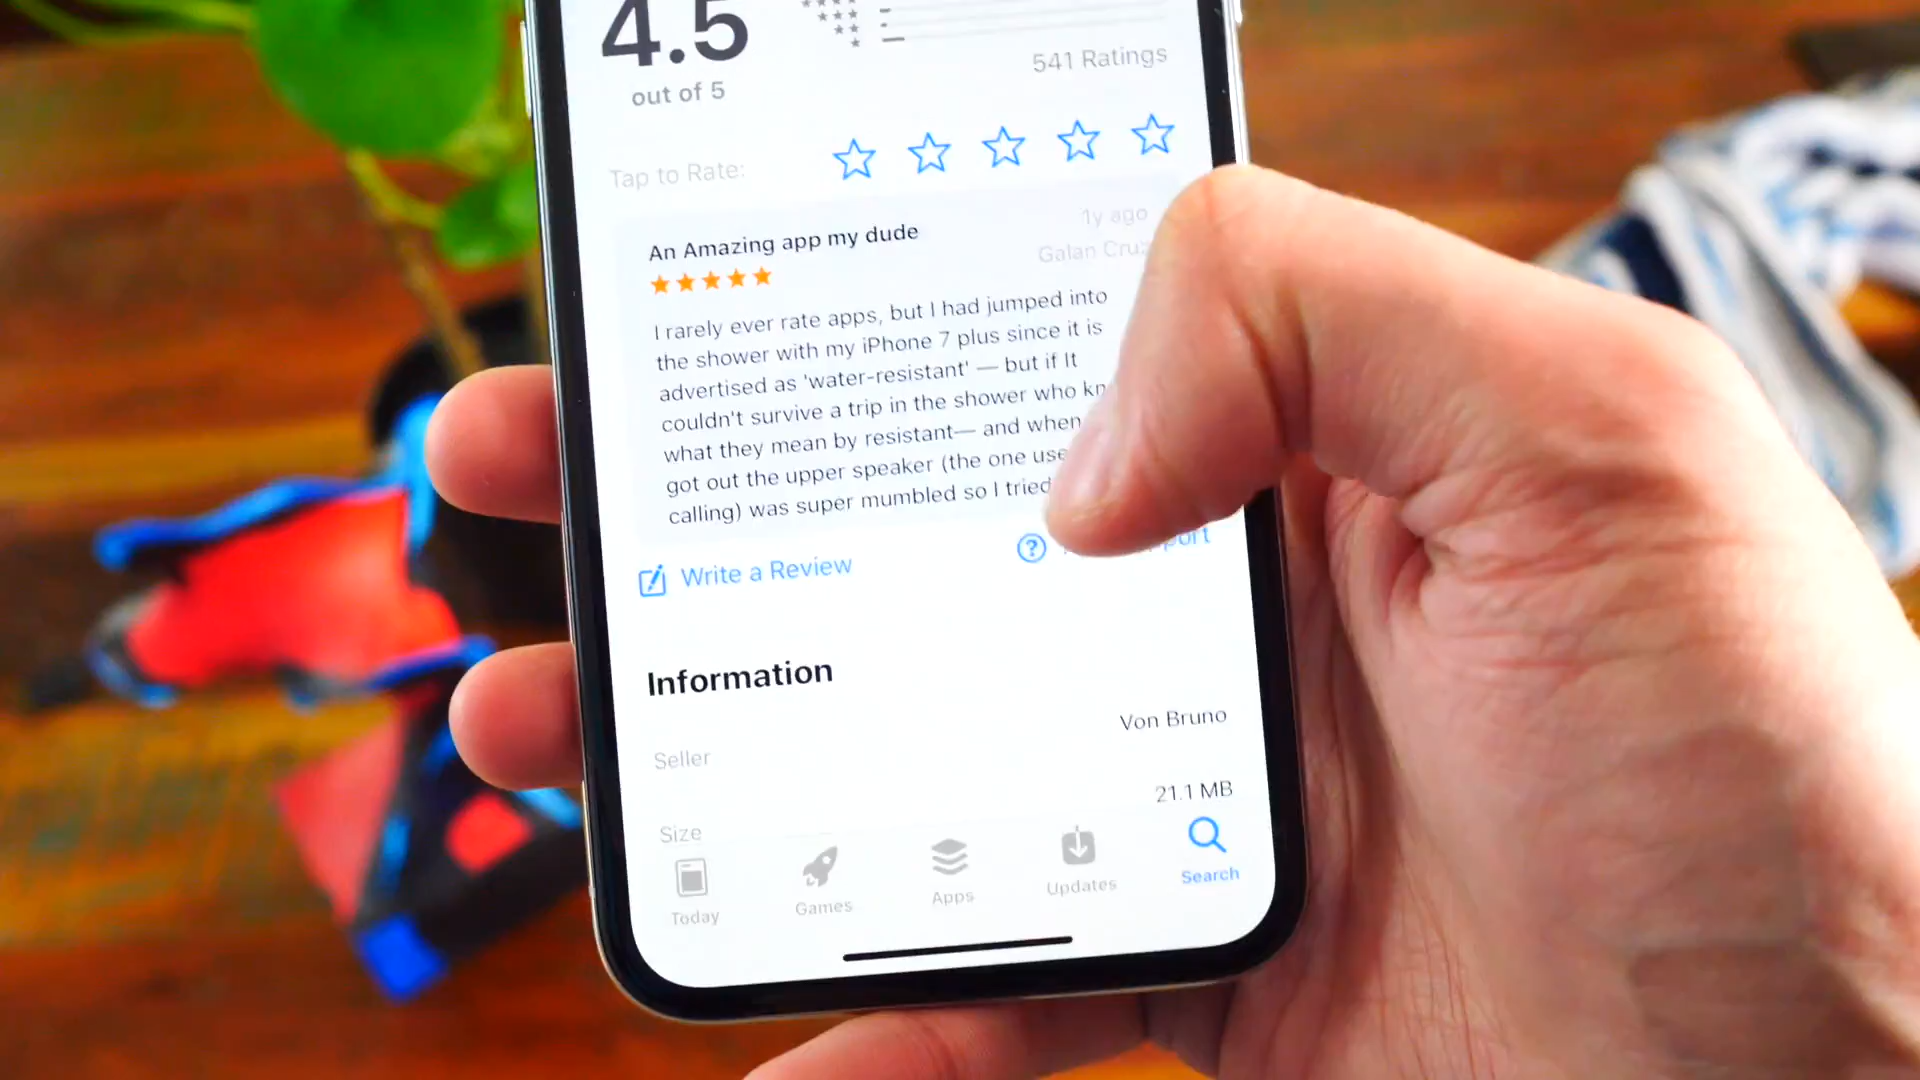 4.5
out of 5
541 Ratings
Tap to Rate:
An Amazing app my dude
1y ago
Galan
I rarely ever rate apps, but I had jumped into
the shower with my iPhone 7 plus since it is
advertised as 'water-resistant' — but if It
couldn't survive a trip in the shower who
what they mean by resistant— and when
got out the upper speaker (the one
calling) was super mumbled so I tried
Write a Review
Information
Seller
Von Bruno
Size
21.1 MB
Today
Games
Apps
Updates
Search